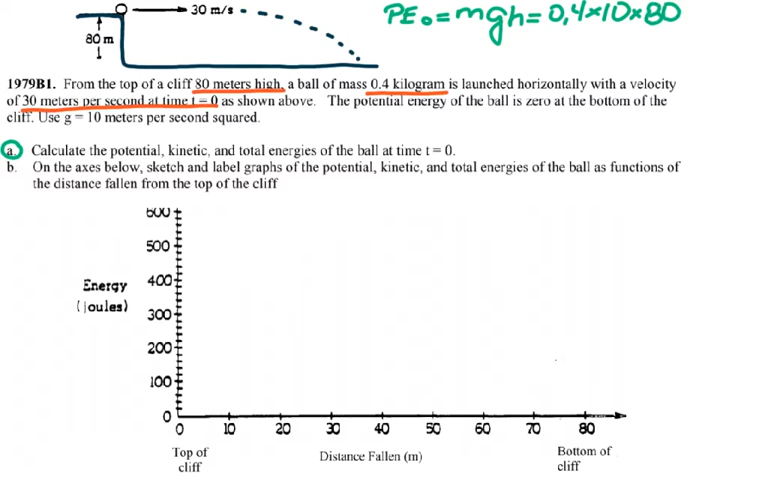 30 m/s
PE₀=mgh=0,4×10×80
80 m
1979B1. From the top of a cliff 80 meters high, a ball of mass 0.4 kilogram is launched horizontally with a velocity
of 30 meters per second at time t = 0 as shown above. The potential energy of the ball is zero at the bottom of the
cliff. Use g = 10 meters per second squared.
a. Calculate the potential, kinetic, and total energies of the ball at time t = 0.
b. On the axes below, sketch and label graphs of the potential, kinetic, and total energies of the ball as functions of
the distance fallen from the top of the cliff
600
500
Energy 400
(joules) 300
200
100
0
0 10 20 30 40 50 60 70 80
Top of Distance Fallen (m) Bottom of
cliff cliff